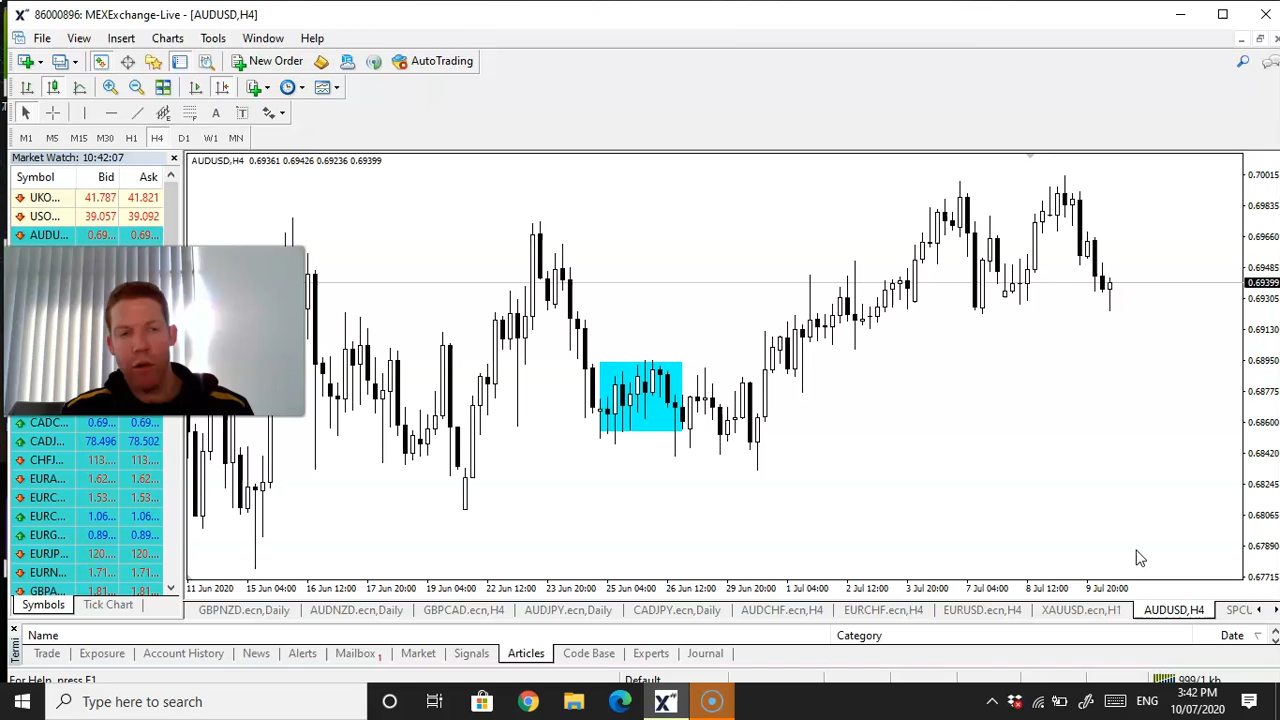 86000896: MEXExchange-Live - [AUDUSD,H4]
File View Insert Charts Tools Window Help
New Order AutoTrading
A T
M1 M5 M15 M30 H1 H4 D1 W1 MN
Market Watch: 10:42:07
Symbol Bid Ask
UKO... 41.787 41.821
USO... 39.057 39.092
AUDU... 0.69... 0.69...
CADC... 0.69... 0.69...
CADJ... 78.496 78.502
CHFJ... 113.... 113....
EURA... 1.62... 1.62...
EURC... 1.53... 1.53...
EURC... 1.06... 1.06...
EURG... 0.89... 0.89...
EURJP... 120.... 120....
EURN... 1.71... 1.71...
GBPA... 1.81... 1.81...
Symbols Tick Chart
AUDUSD,H4 0.69361 0.69426 0.69236 0.69399
0.70015
0.69835
0.69660
0.69485
0.69399
0.69305
0.69130
0.68950
0.68775
0.68600
0.68420
0.68245
0.68065
0.67890
0.67715
11 Jun 2020 15 Jun 04:00 16 Jun 12:00 17 Jun 20:00 19 Jun 04:00 22 Jun 12:00 23 Jun 20:00 25 Jun 04:00 26 Jun 12:00 29 Jun 20:00 1 Jul 04:00 2 Jul 12:00 3 Jul 20:00 7 Jul 04:00 8 Jul 12:00 9 Jul 20:00
GBPNZD.ecn,Daily AUDNZD.ecn,Daily GBPCAD.ecn,H4 AUDJPY.ecn,Daily CADJPY.ecn,Daily AUDCHF.ecn,H4 EURCHF.ecn,H4 EURUSD.ecn,H4 XAUUSD.ecn,H1 AUDUSD,H4 SPCU
Termi
Name Category Date
Trade Exposure Account History News Alerts Mailbox 1 Market Signals Articles Code Base Experts Journal
For Help, press F1 Default 999/1 kb
Type here to search
ENG
3:42 PM
10/07/2020